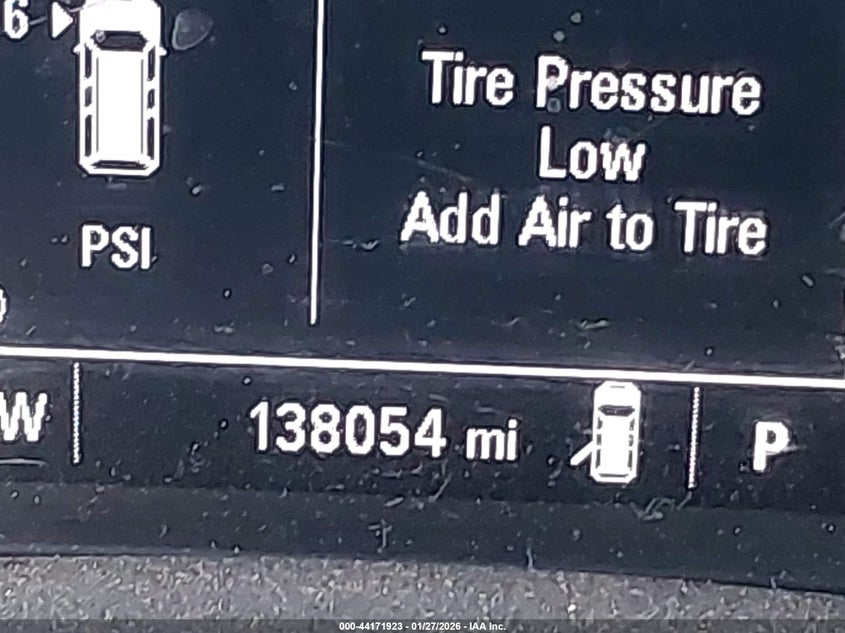 6
Tire Pressure
Low
Add Air to Tire
PSI
W
138054 mi
P
000-44171923 - 01/27/2026 - IAA Inc.